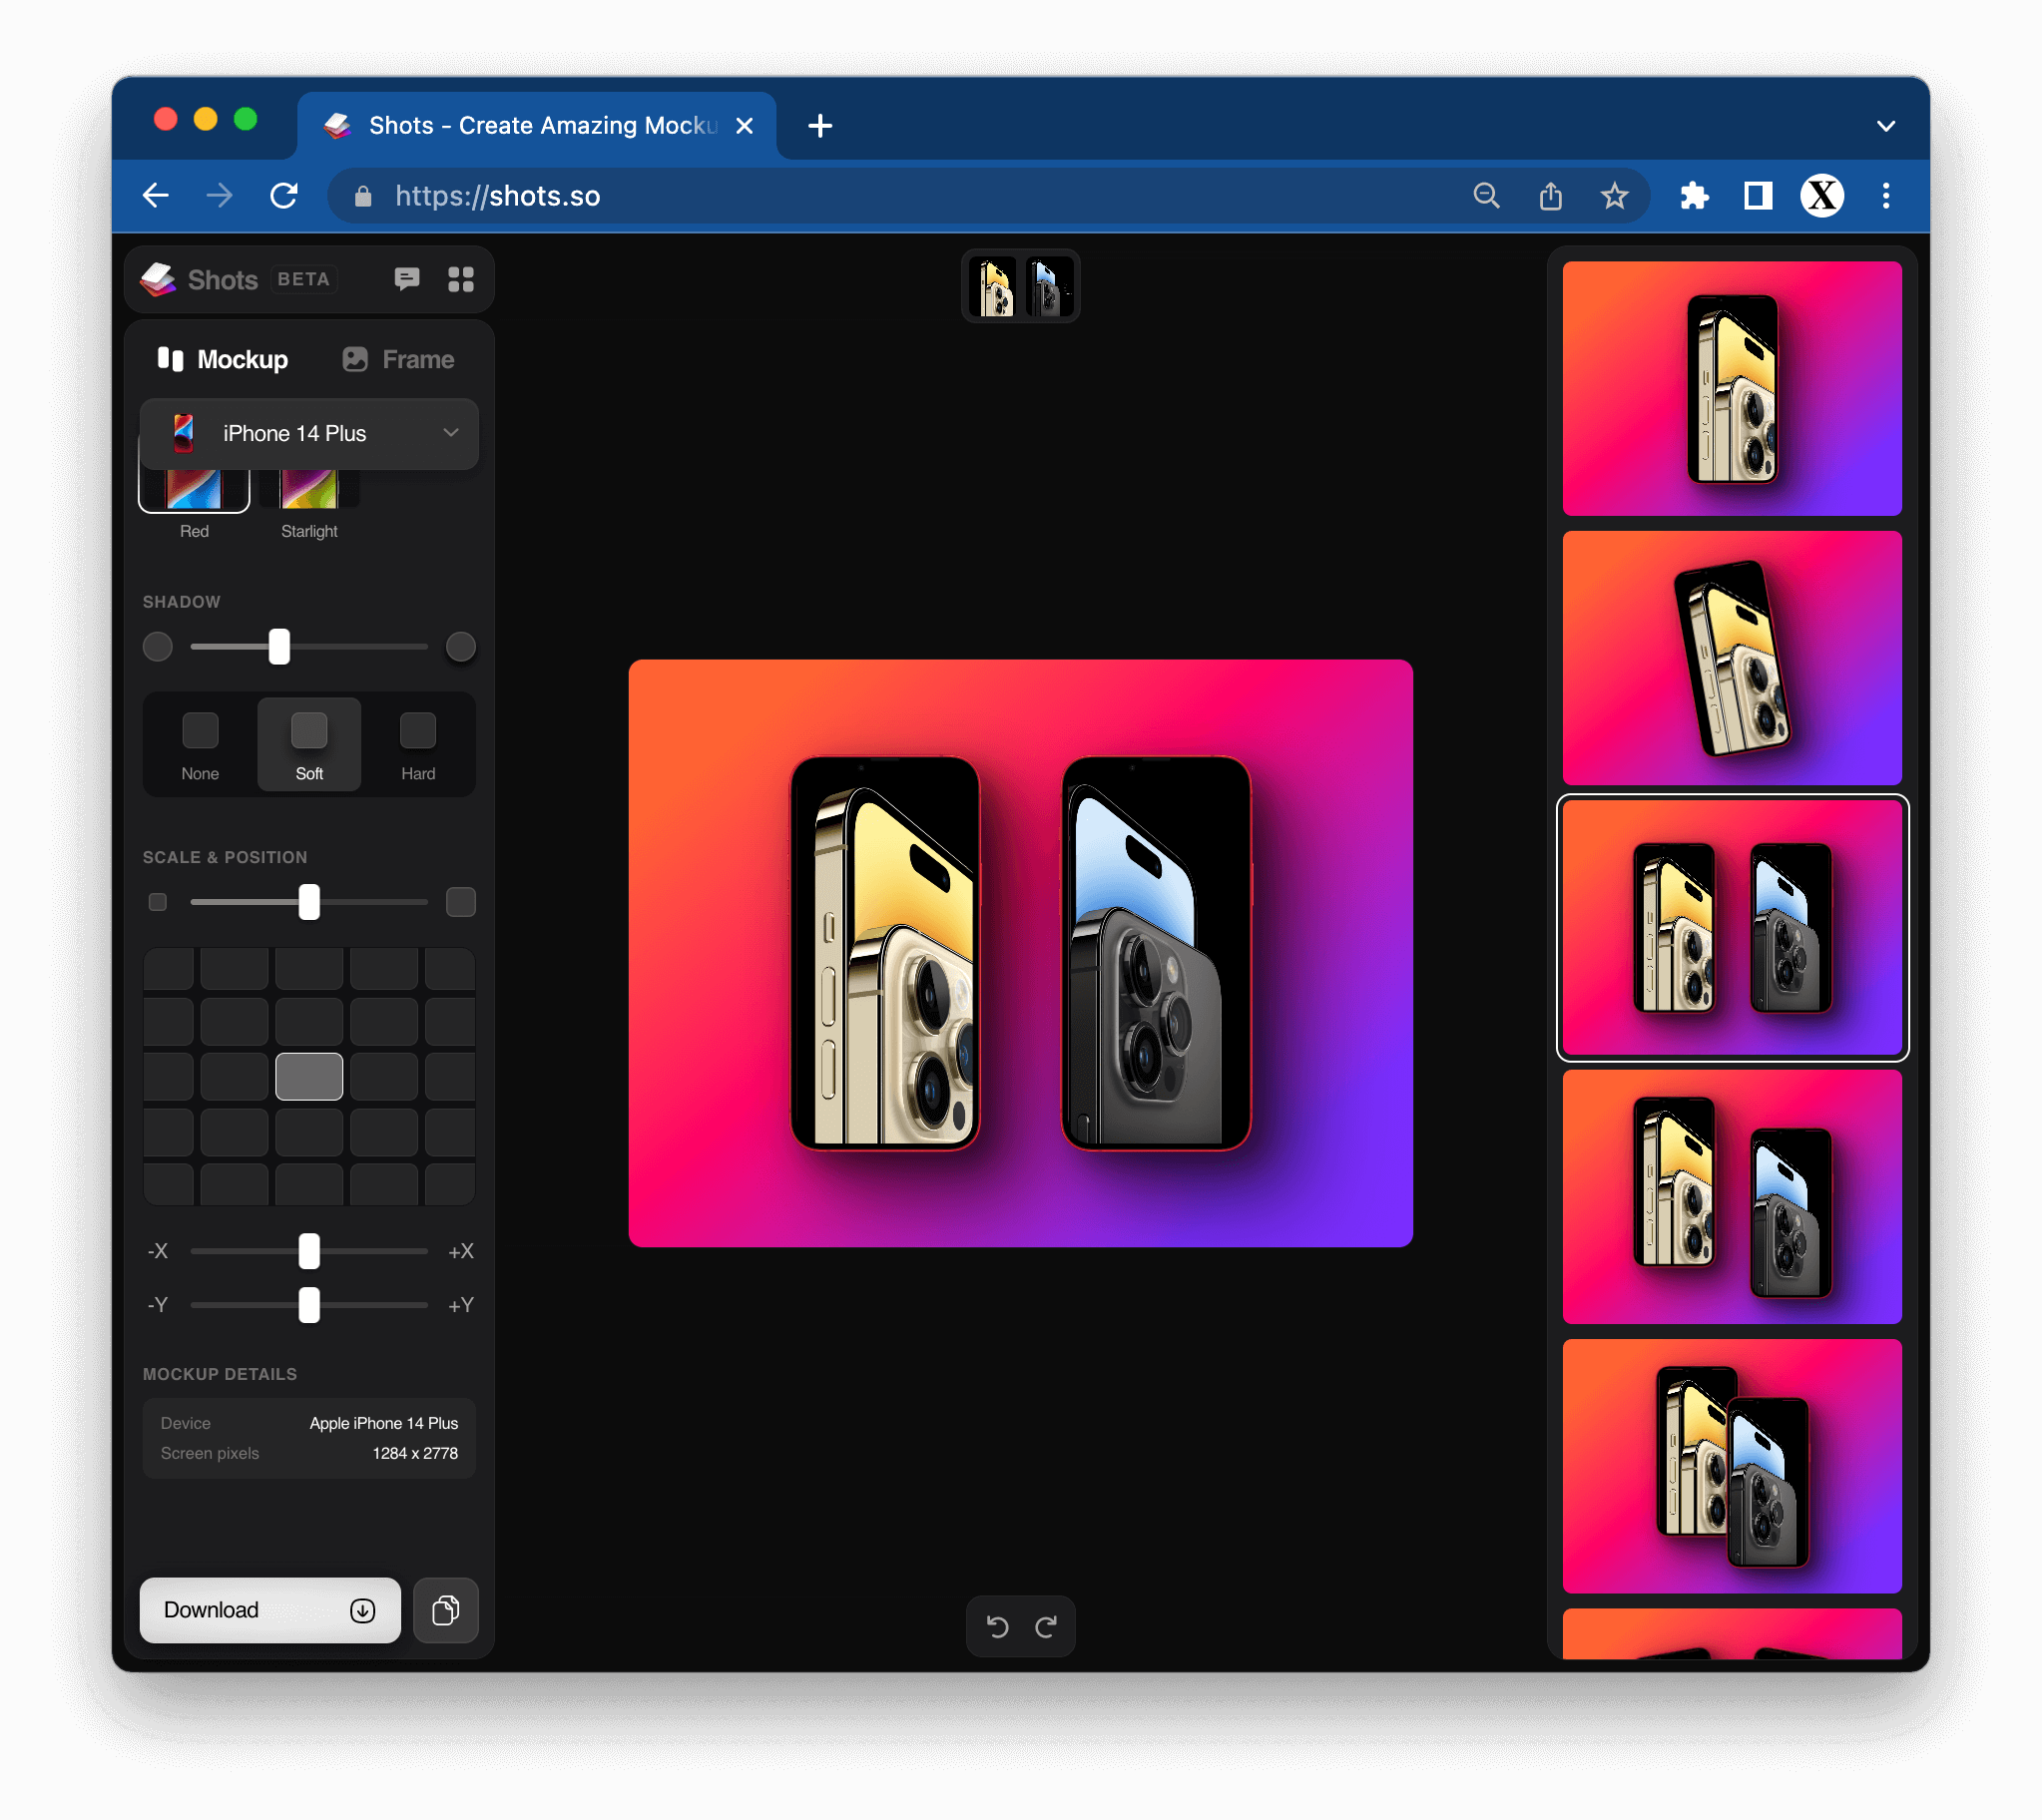 Shots - Create Amazing Mocku
https://shots.so
Shots BETA
Mockup Frame
iPhone 14 Plus
Red Starlight
SHADOW
None Soft Hard
SCALE & POSITION
-X +X
-Y +Y
MOCKUP DETAILS
Device Apple iPhone 14 Plus
Screen pixels 1284 x 2778
Download
X